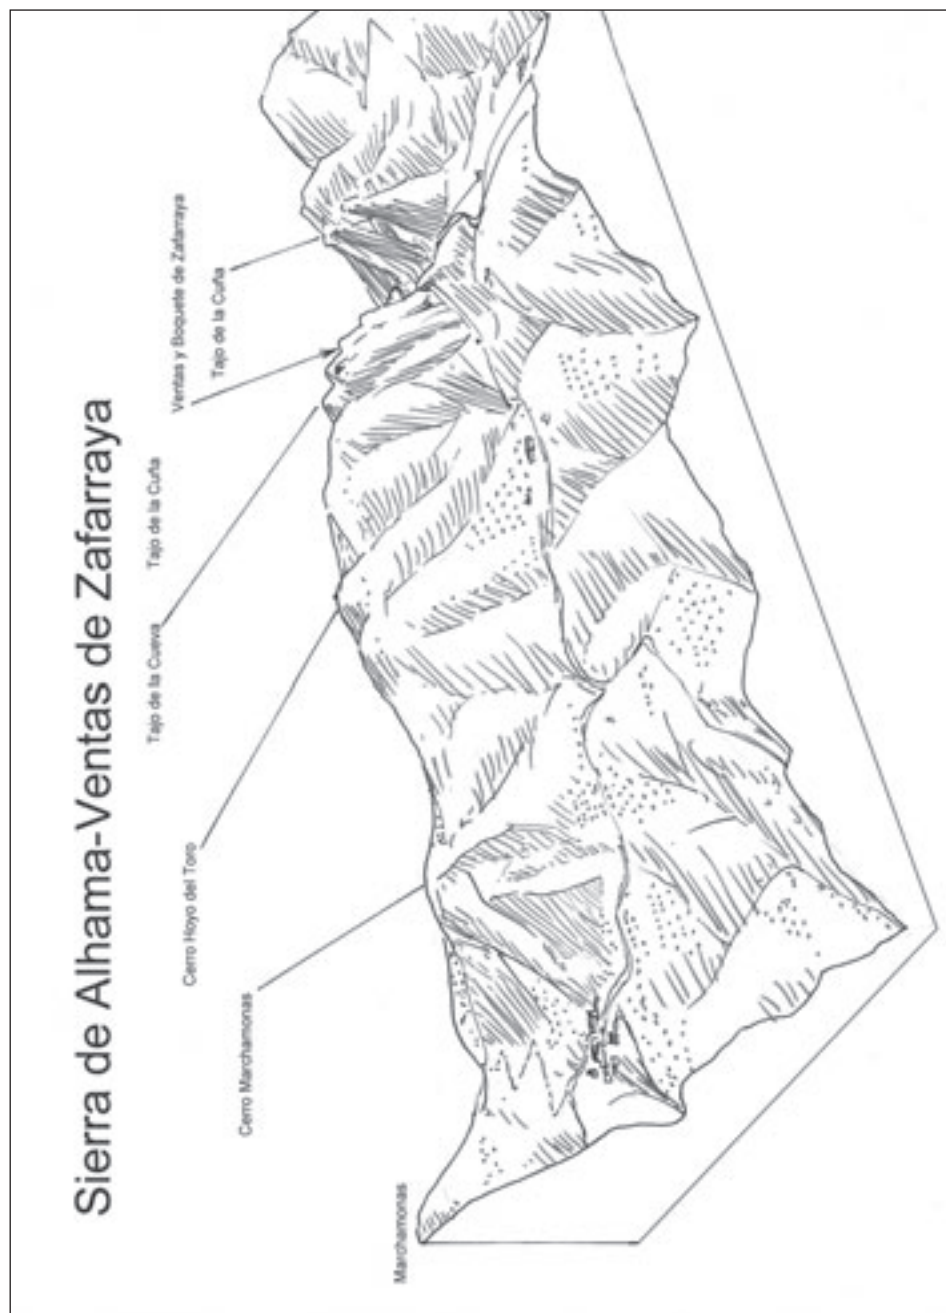 Sierra de Alhama-Ventas de Zafarraya
Marchamonas
Cerro Marchamonas
Cerro Hoyo del Toro
Tajo de la Cueva
Tajo de la Cuña
Ventas y Boquete de Zafarraya
Tajo de la Cuña